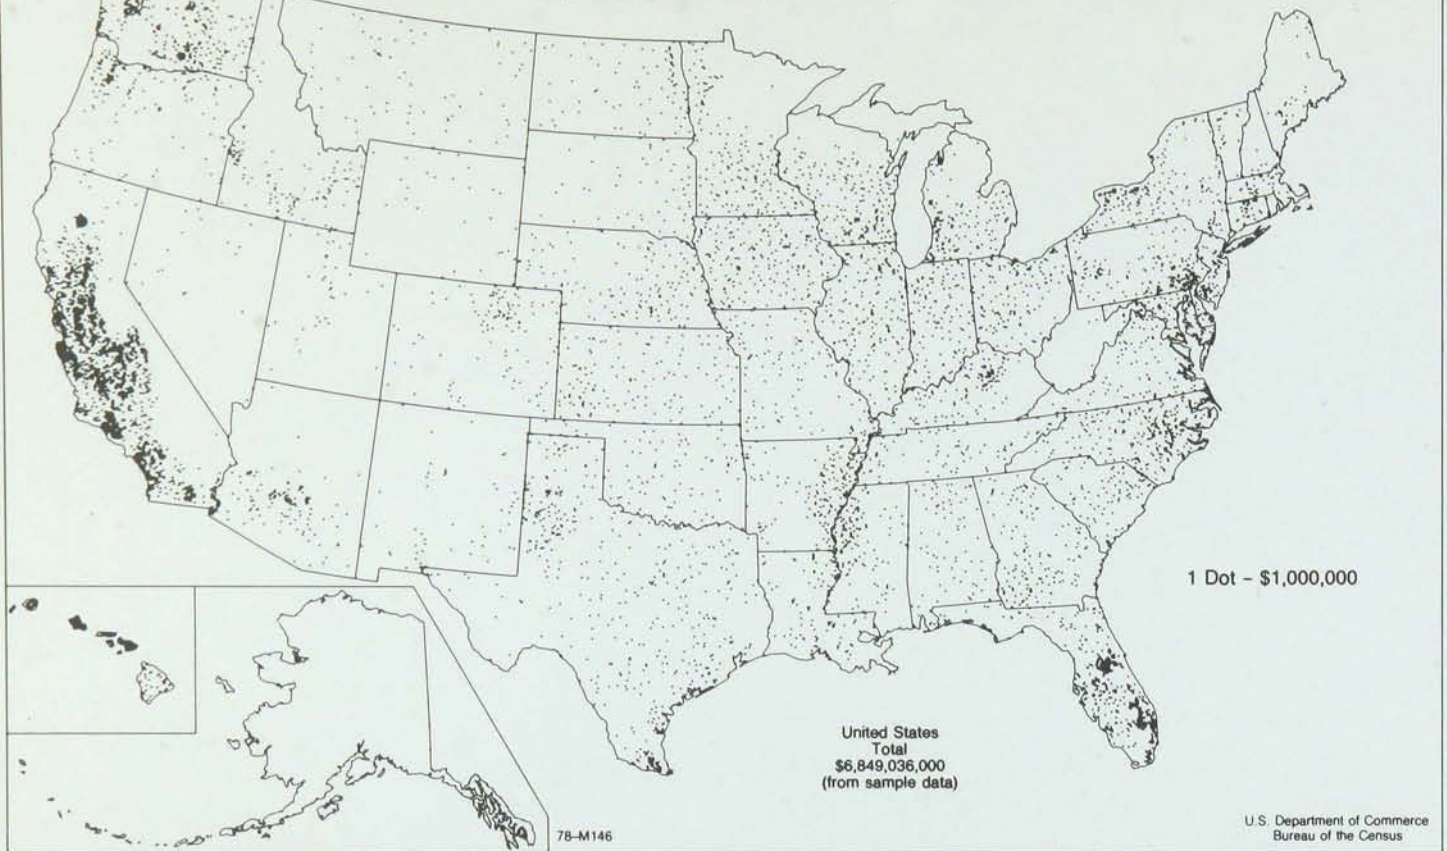 1 Dot – $1,000,000
United States
Total
$6,849,036,000
(from sample data)
78–M146
U.S. Department of Commerce
Bureau of the Census